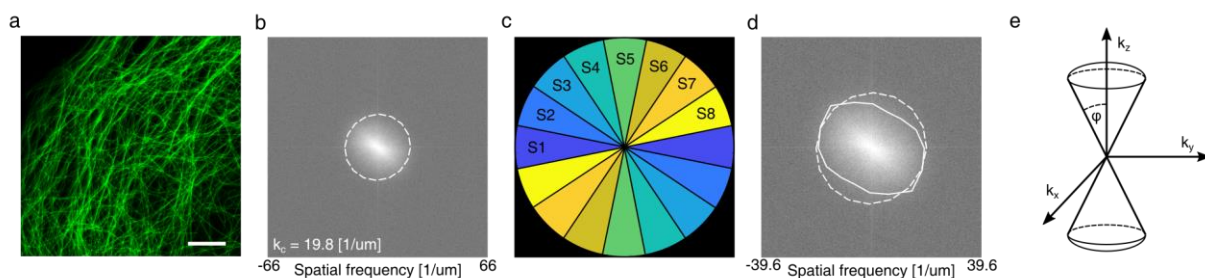 a
b
k_c = 19.8 [1/um]
-66
66
Spatial frequency [1/um]
c
S1
S2
S3
S4
S5
S6
S7
S8
d
-39.6
39.6
Spatial frequency [1/um]
e
k_z
φ
k_y
k_x